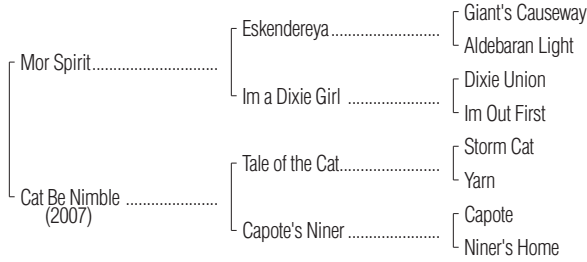 Giant's Causeway
Eskendereya........................
Aldebaran Light
Mor Spirit............................
Dixie Union
Im a Dixie Girl ....................
Im Out First
Storm Cat
Tale of the Cat......................
Yarn
Cat Be Nimble ....................
(2007)
Capote
Capote's Niner ....................
Niner's Home